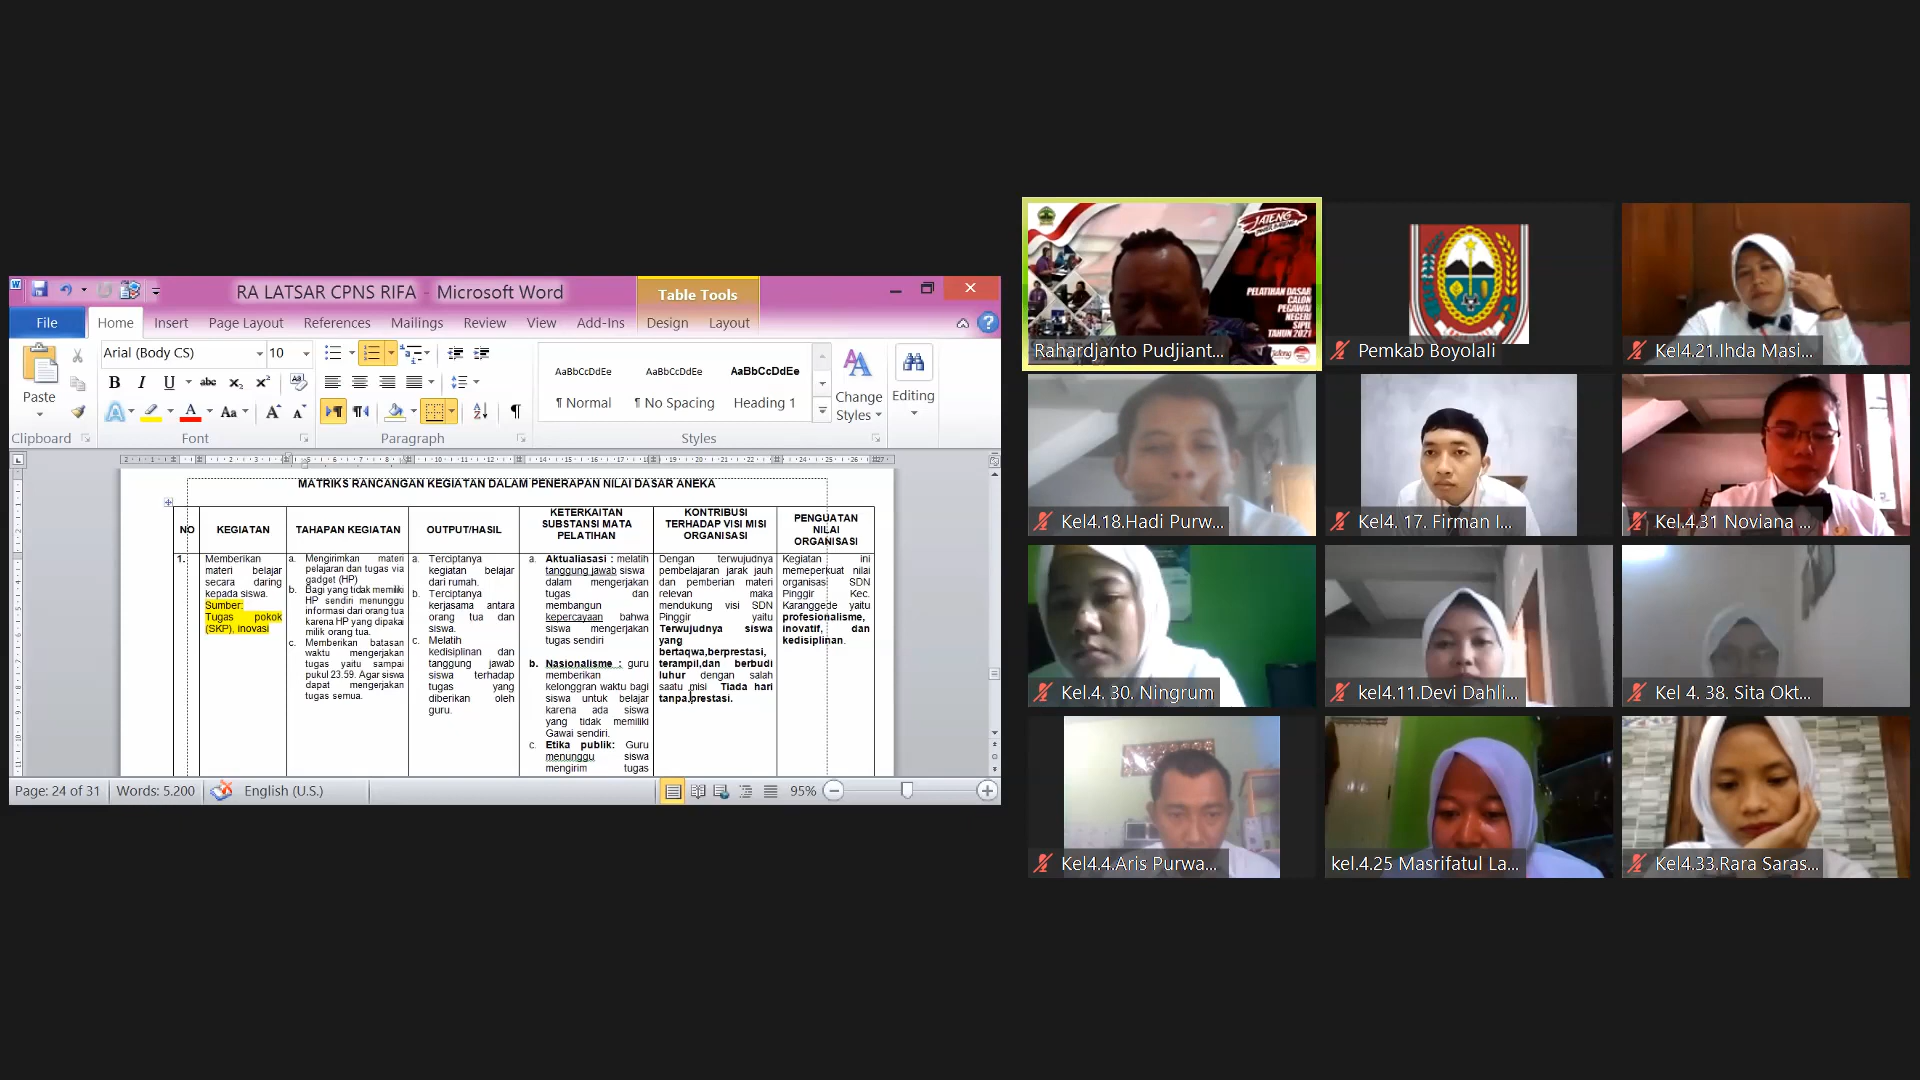 RA LATSAR CPNS RIFA - Microsoft Word
Table Tools
File
Home
Insert
Page Layout
References
Mailings
Review
View
Add-Ins
Design
Layout
Paste
Clipboard
Arial (Body CS)
10
Font
Paragraph
AaBbCcDdEe
AaBbCcDdEe
AaBbCcDdEe
¶ Normal
¶ No Spacing
Heading 1
Styles
Change
Styles
Editing
MATRIKS RANCANGAN KEGIATAN DALAM PENERAPAN NILAI DASAR ANEKA
NO
KEGIATAN
TAHAPAN KEGIATAN
OUTPUT/HASIL
KETERKAITAN
SUBSTANSI MATA
PELATIHAN
KONTRIBUSI
TERHADAP VISI MISI
ORGANISASI
PENGUATAN
NILAI
ORGANISASI
1.
Memberikan
materi belajar
secara daring
kepada siswa.
Sumber:
Tugas pokok
(SKP), inovasi
a. Mengirimkan materi
pelajaran dan tugas via
gadget (HP)
b. Bagi yang tidak memiliki
HP sendiri menunggu
informasi dari orang tua
karena HP yang dipakai
milik orang tua.
c. Memberikan batasan
waktu mengerjakan
tugas yaitu sampai
pukul 23.59. Agar siswa
dapat mengerjakan
tugas semua.
a. Terciptanya
kegiatan belajar
dari rumah.
b. Terciptanya
kerjasama antara
orang tua dan
siswa.
c. Melatih
kedisiplinan dan
tanggung jawab
siswa terhadap
tugas yang
diberikan oleh
guru.
a. Aktualiasasi : melatih
tanggung jawab siswa
dalam mengerjakan
tugas dan
membangun
kepercayaan bahwa
siswa mengerjakan
tugas sendiri
b. Nasionalisme : guru
memberikan
kelonggran waktu bagi
siswa untuk belajar
karena ada siswa
yang tidak memiliki
Gawai sendiri.
c. Etika publik: Guru
menunggu siswa
mengirim tugas
Dengan terwujudnya
pembelajaran jarak jauh
dan pemberian materi
relevan maka
mendukung visi SDN
Pinggir yaitu
Terwujudnya siswa
yang
bertaqwa,berprestasi,
terampil,dan berbudi
luhur dengan salah
saatu misi Tiada hari
tanpa prestasi.
Kegiatan ini
memeperkuat nilai
organisasi SDN
Pinggir Kec.
Karanggede yaitu
profesionalisme,
inovatif, dan
kedisiplinan.
Page: 24 of 31
Words: 5.200
English (U.S.)
95%
JATENG
PELATIHAN DASAR
CALON
PEGAWAI
NEGERI
SIPIL
TAHUN 2021
Rahardjanto Pudjiant...
Pemkab Boyolali
Kel4.21.Ihda Masi...
Kel4.18.Hadi Purw...
Kel4. 17. Firman I...
Kel.4.31 Noviana ...
Kel.4. 30. Ningrum
kel4.11.Devi Dahli...
Kel 4. 38. Sita Okt...
Kel4.4.Aris Purwa...
kel.4.25 Masrifatul La...
Kel4.33.Rara Saras...